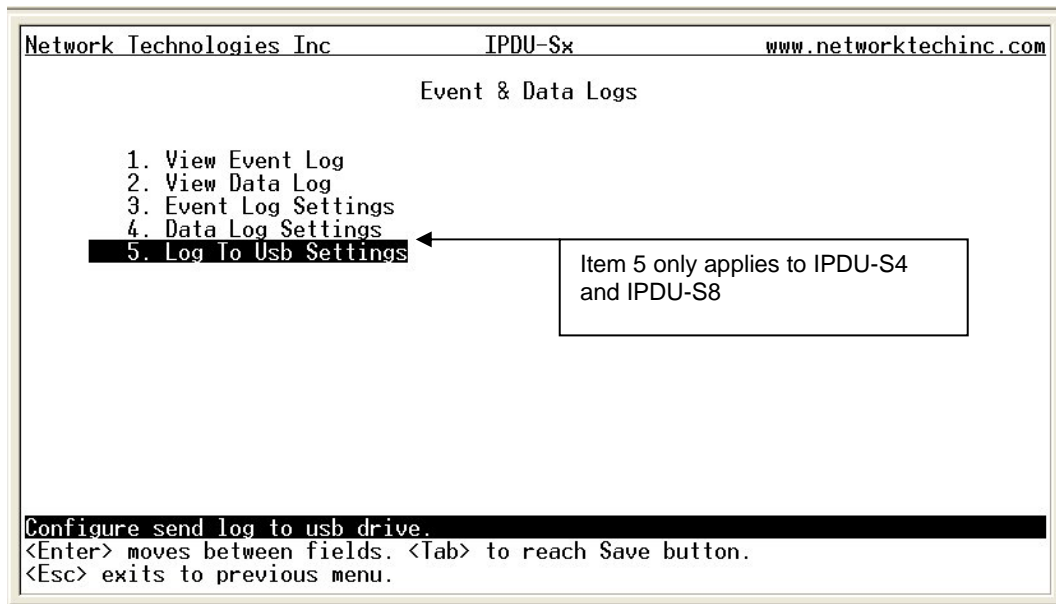 Network Technologies Inc IPDU-Sx www.networktechinc.com
Event & Data Logs
1. View Event Log
2. View Data Log
3. Event Log Settings
4. Data Log Settings
5. Log To Usb Settings
Item 5 only applies to IPDU-S4
and IPDU-S8
Configure send log to usb drive.
<Enter> moves between fields. <Tab> to reach Save button.
<Esc> exits to previous menu.